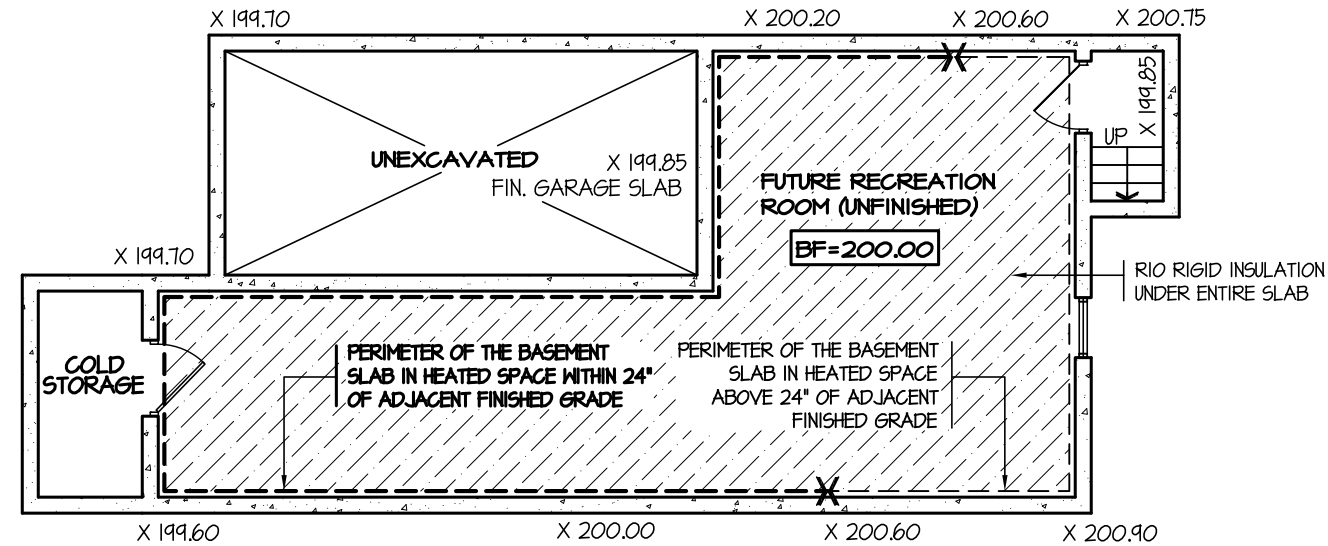 X 199.70
X 200.20
X 200.60
X 200.75
X 199.85
UP
UNEXCAVATED
X 199.85
FIN. GARAGE SLAB
FUTURE RECREATION
ROOM (UNFINISHED)
BF=200.00
X 199.70
R10 RIGID INSULATION
UNDER ENTIRE SLAB
COLD
STORAGE
PERIMETER OF THE BASEMENT
SLAB IN HEATED SPACE WITHIN 24"
OF ADJACENT FINISHED GRADE
PERIMETER OF THE BASEMENT
SLAB IN HEATED SPACE
ABOVE 24" OF ADJACENT
FINISHED GRADE
X 199.60
X 200.00
X 200.60
X 200.90